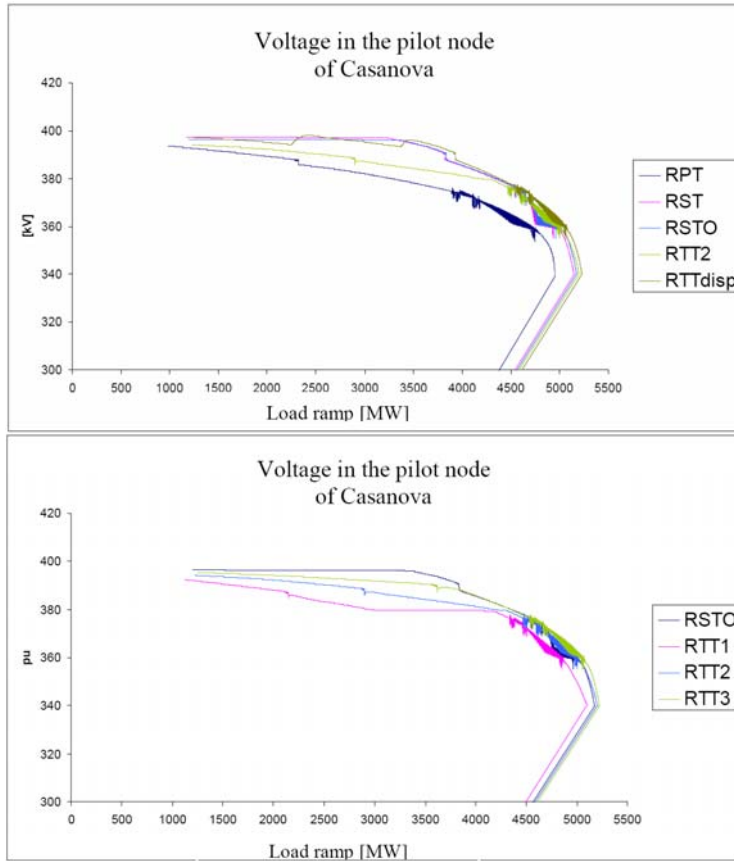 Voltage in the pilot node
of Casanova
420
400
380
360
340
320
300
[kV]
0 500 1000 1500 2000 2500 3000 3500 4000 4500 5000 5500
Load ramp [MW]
RPT
RST
RSTO
RTT2
RTTdisp
Voltage in the pilot node
of Casanova
420
400
380
360
340
320
300
pu
0 500 1000 1500 2000 2500 3000 3500 4000 4500 5000 5500
Load ramp [MW]
RSTO
RTT1
RTT2
RTT3